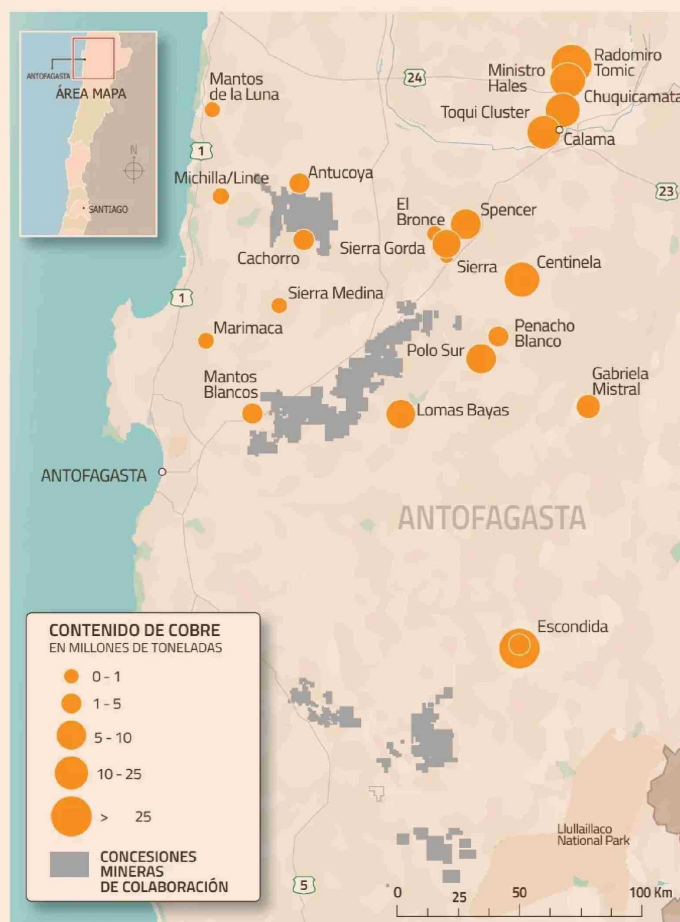 ANTOFAGASTA
ÁREA MAPA
N
SANTIAGO
Mantos
de la Luna
24
Radomiro
Tomic
Ministro
Hales
Chuquicamata
Toqui Cluster
Calama
1
Michilla/Lince
Antucoya
23
El
Bronce
Spencer
Sierra Gorda
Cachorro
Sierra
Centinela
1
Sierra Medina
Marimaca
Penacho
Blanco
Polo Sur
Mantos
Blancos
Gabriela
Mistral
Lomas Bayas
ANTOFAGASTA
ANTOFAGASTA
Escondida
CONTENIDO DE COBRE
EN MILLONES DE TONELADAS
0 - 1
1 - 5
5 - 10
10 - 25
> 25
CONCESIONES
MINERAS
DE COLABORACIÓN
Llullaillaco
National Park
5
0 25 50 100 Km